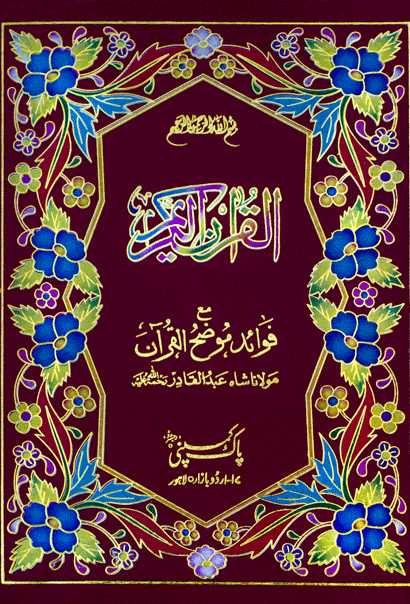 بسم اللہ الرحمن الرحیم
القرآن الکریم
مع
فوائد موضح القرآن
مولانا شاہ عبدالقادر رحمۃ اللہ علیہ
پاک کمپنی (رجسٹرڈ)
۱۷-اردو بازار لاہور